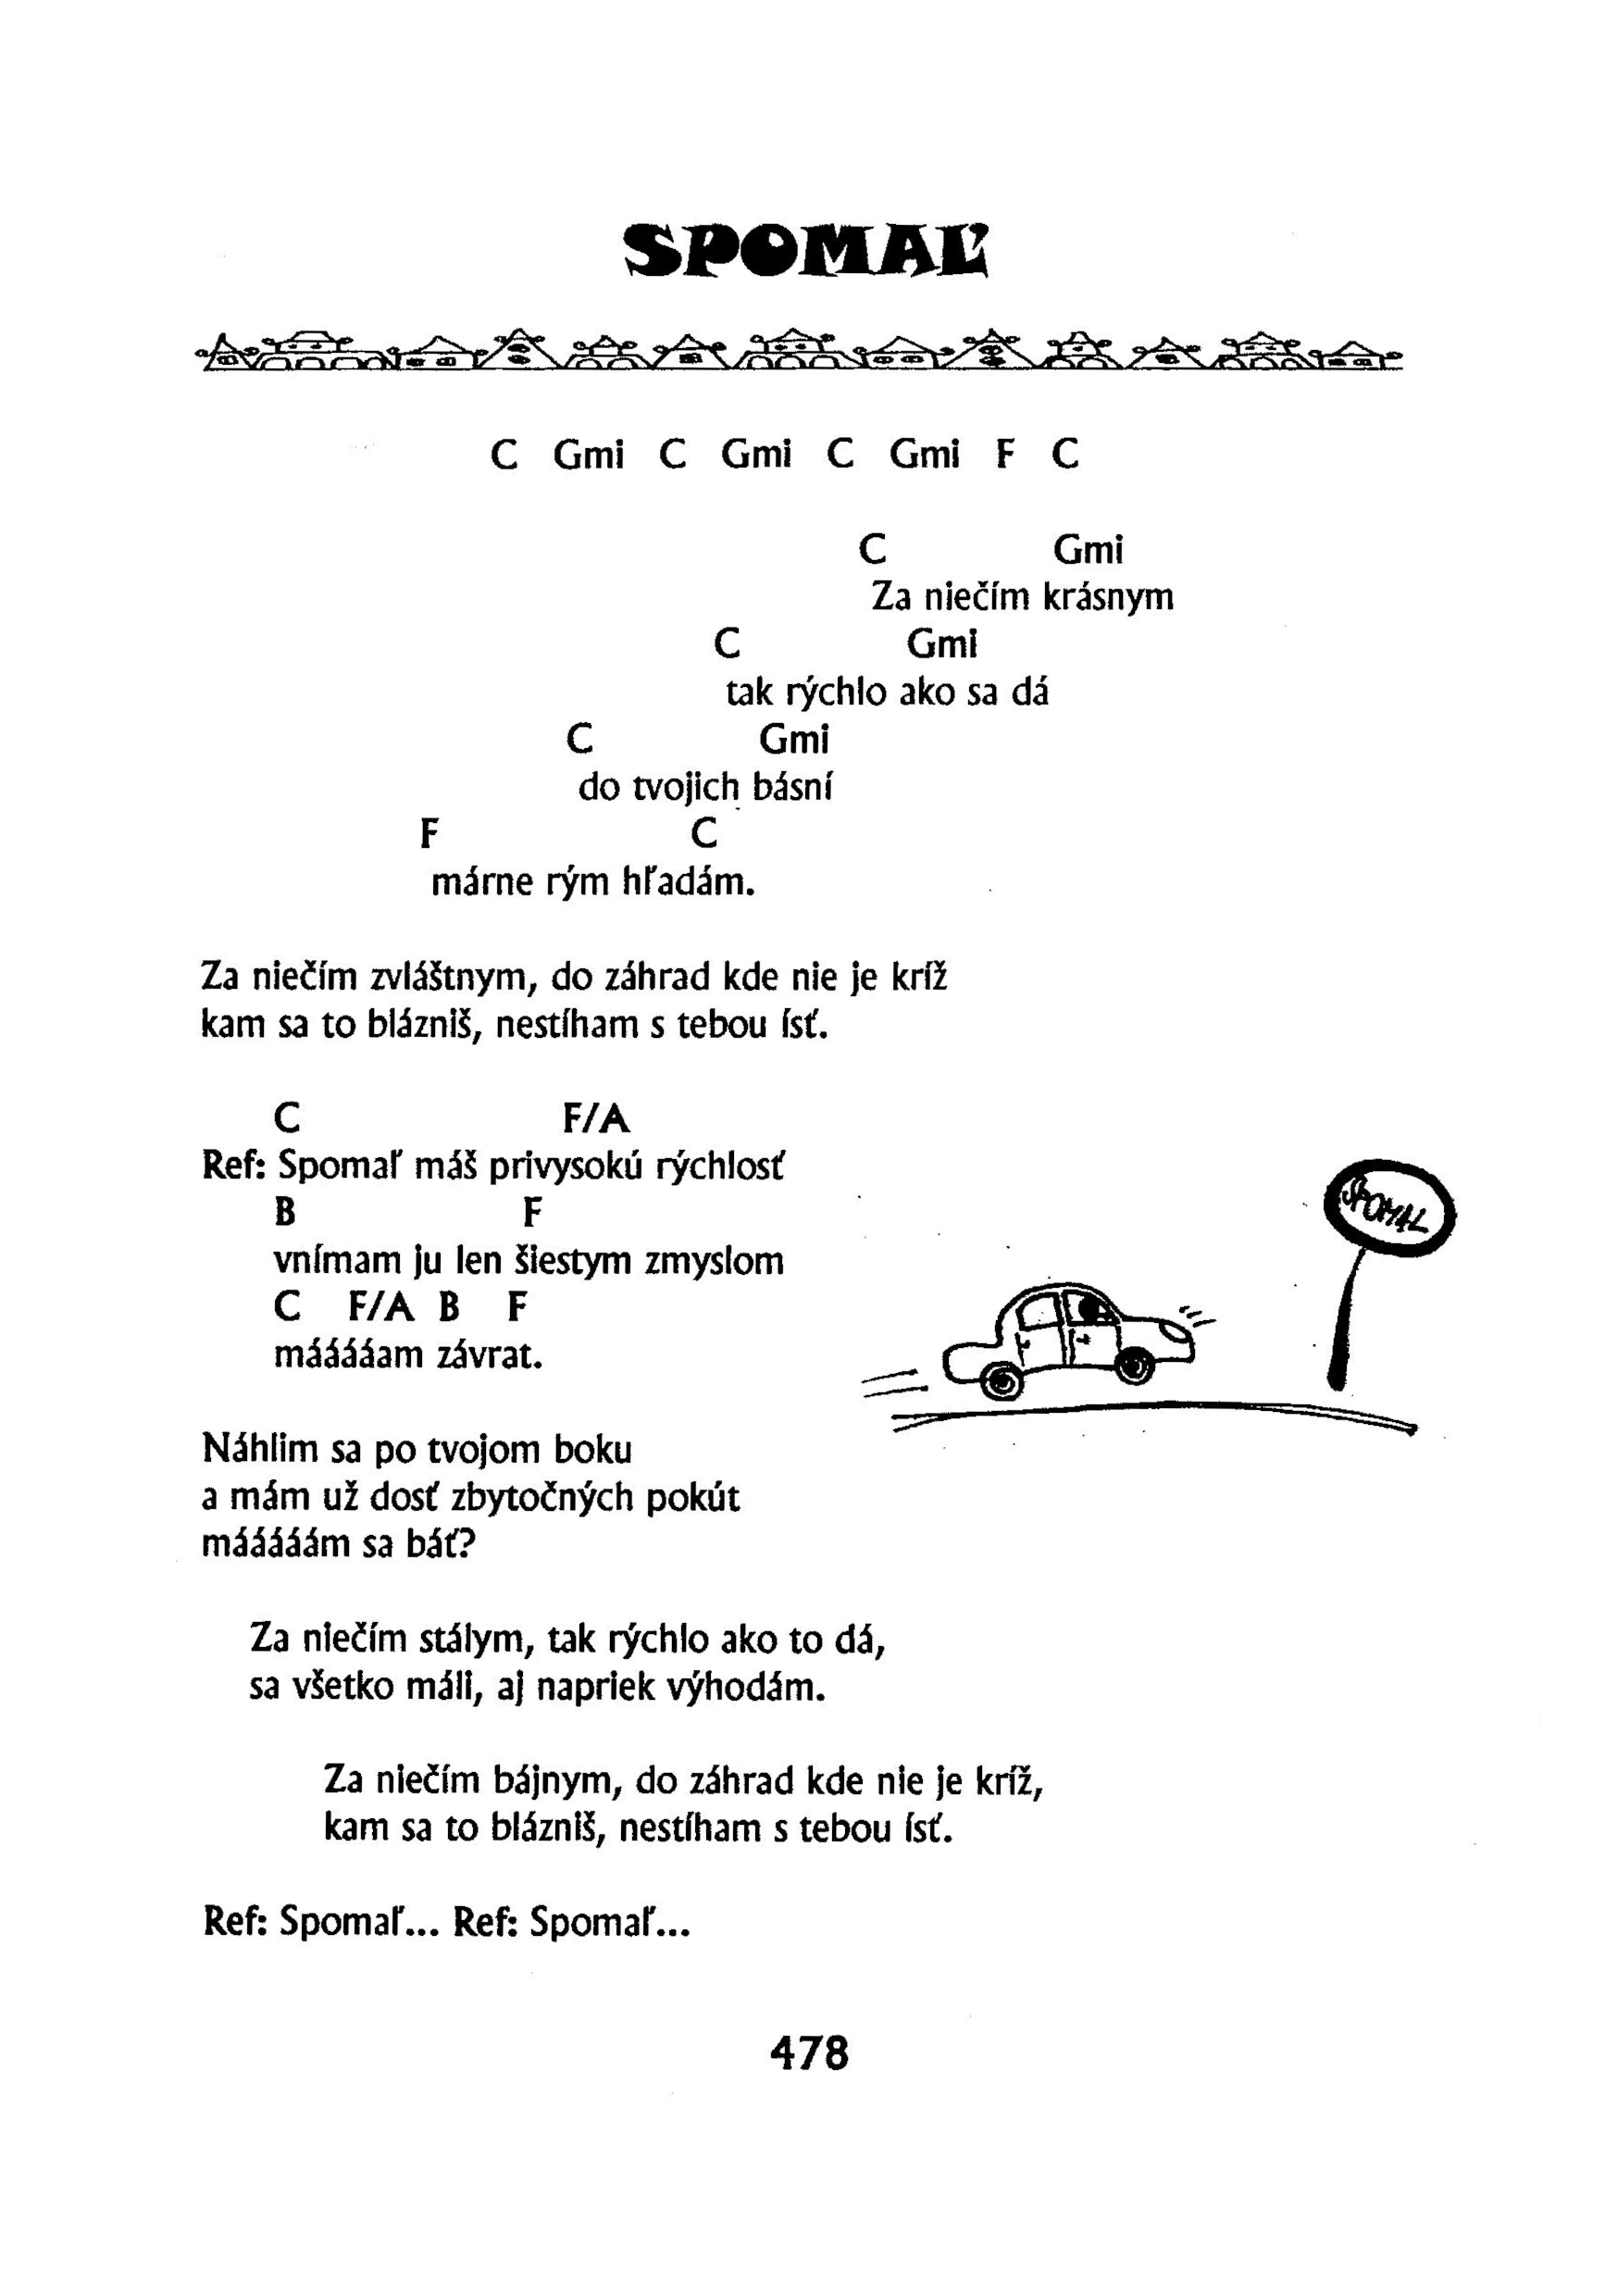 SPOMAĽ
C Gmi C Gmi C Gmi F C
C Gmi
Za niečím krásnym
C Gmi
tak rýchlo ako sa dá
C Gmi
do tvojich básní
F C
márne rým hľadám.
Za niečím zvláštnym, do záhrad kde nie je kríž
kam sa to blázniš, nestíham s tebou ísť.
C F/A
Ref: Spomaľ máš privysokú rýchlosť
B F
vnímam ju len šiestym zmyslom
C F/A B F
mááááam závrat.
SPOMAL
Náhlim sa po tvojom boku
a mám už dosť zbytočných pokút
mááááám sa báť?
Za niečím stálym, tak rýchlo ako to dá,
sa všetko máli, aj napriek výhodám.
Za niečím bájnym, do záhrad kde nie je kríž,
kam sa to blázniš, nestíham s tebou ísť.
Ref: Spomaľ... Ref: Spomaľ...
478